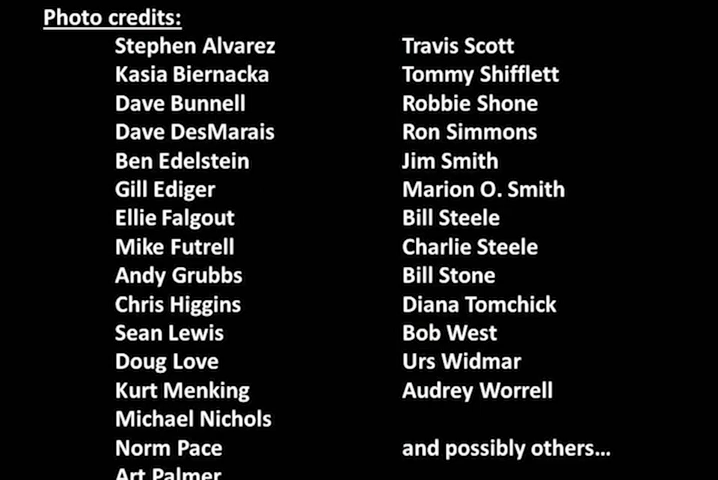 Photo credits:
Stephen Alvarez
Kasia Biernacka
Dave Bunnell
Dave DesMarais
Ben Edelstein
Gill Ediger
Ellie Falgout
Mike Futrell
Andy Grubbs
Chris Higgins
Sean Lewis
Doug Love
Kurt Menking
Michael Nichols
Norm Pace
Art Palmer
Travis Scott
Tommy Shifflett
Robbie Shone
Ron Simmons
Jim Smith
Marion O. Smith
Bill Steele
Charlie Steele
Bill Stone
Diana Tomchick
Bob West
Urs Widmar
Audrey Worrell
and possibly others...